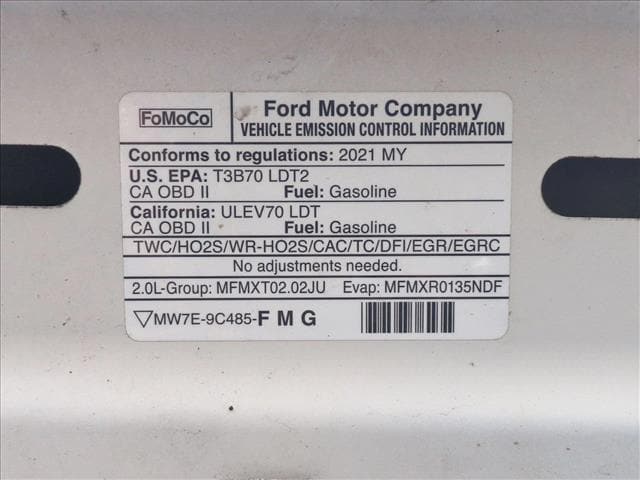 FoMoCo
Ford Motor Company
VEHICLE EMISSION CONTROL INFORMATION
Conforms to regulations: 2021 MY
U.S. EPA: T3B70 LDT2
CA OBD II Fuel: Gasoline
California: ULEV70 LDT
CA OBD II Fuel: Gasoline
TWC/HO2S/WR-HO2S/CAC/TC/DFI/EGR/EGRC
No adjustments needed.
2.0L-Group: MFMXT02.02JU Evap: MFMXR0135NDF
▽MW7E-9C485-F M G